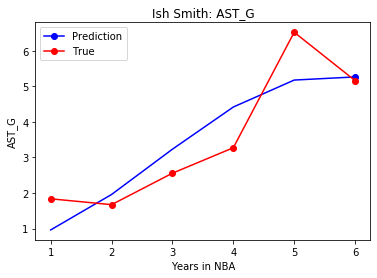 Ish Smith: AST_G
Prediction
True
AST_G
6
5
4
3
2
1
1 2 3 4 5 6
Years in NBA